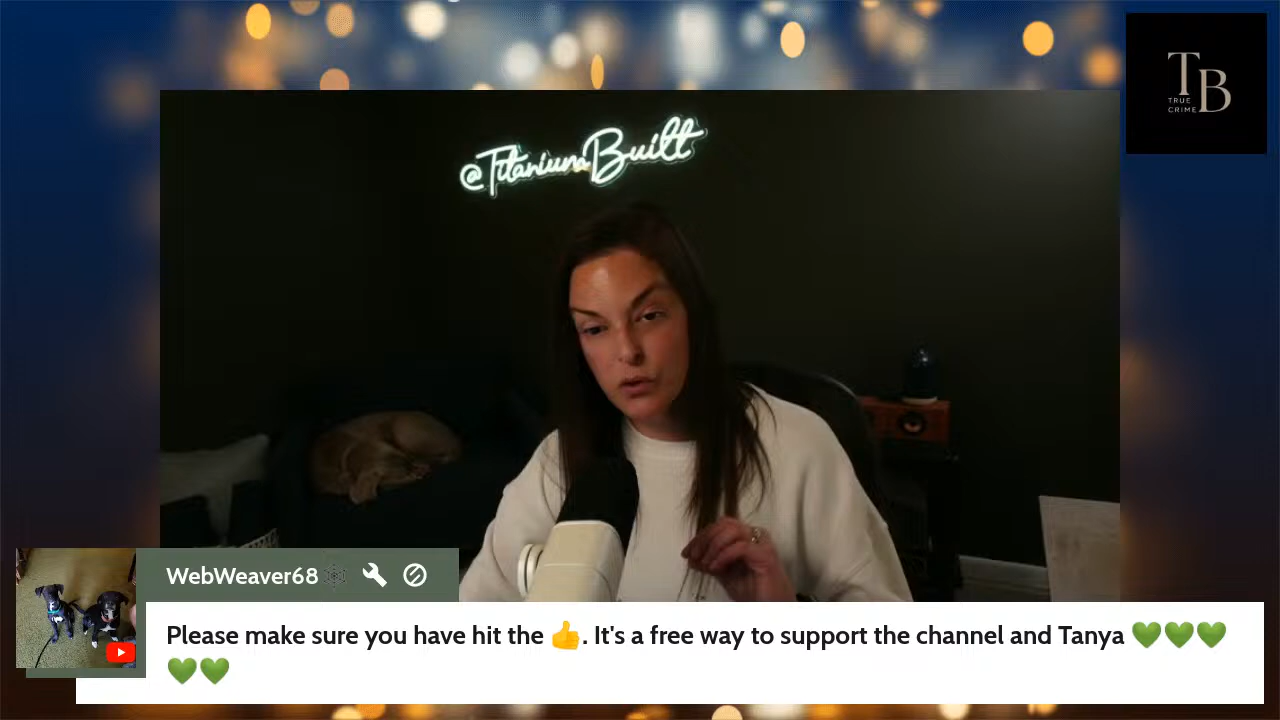 @TitaniumBuilt
TB
TRUE
CRIME
WebWeaver68
Please make sure you have hit the 👍. It's a free way to support the channel and Tanya 💚💚💚
💚💚